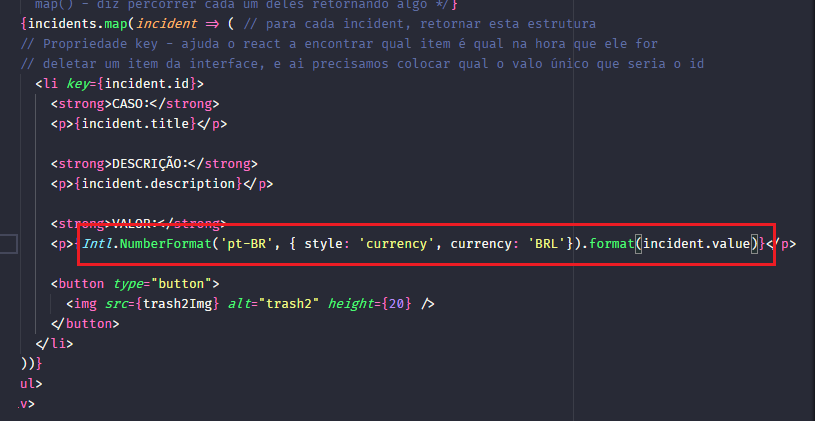 map() - diz percorrer cada um deles retornando algo */}
{incidents.map(incident => ( // para cada incident, retornar esta estrutura
// Propriedade key - ajuda o react a encontrar qual item é qual na hora que ele for
// deletar um item da interface, e ai precisamos colocar qual o valo único que seria o id
<li key={incident.id}>
<strong>CASO:</strong>
<p>{incident.title}</p>
<strong>DESCRIÇÃO:</strong>
<p>{incident.description}</p>
<strong>VALOR:</strong>
<p>{Intl.NumberFormat('pt-BR', { style: 'currency', currency: 'BRL'}).format(incident.value)}</p>
<button type="button">
<img src={trash2Img} alt="trash2" height={20} />
</button>
</li>
))}
ul>
v>